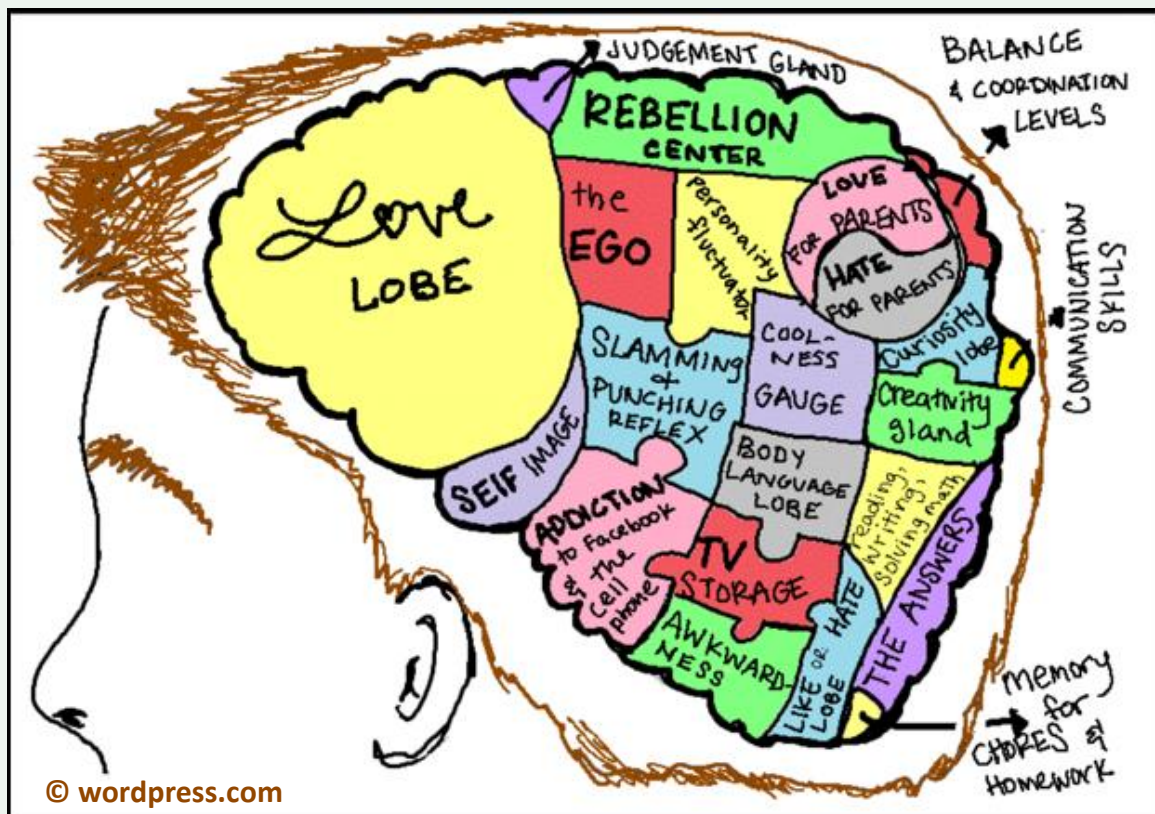 JUDGEMENT GLAND
BALANCE
& COORDINATION
LEVELS
REBELLION
CENTER
Love
LOBE
the
EGO
personality
fluctuator
LOVE
FOR PARENTS
HATE
FOR PARENTS
COMMUNICATION
SKILLS
SLAMMING
&
PUNCHING
REFLEX
COOL-
NESS
GAUGE
Curiosity
lobe
creativity
gland
SElF IMAGE
ADDICTION
to Facebook
& the
cell
phone
BODY
LANGUAGE
LOBE
reading,
writing,
solving math
TV
STORAGE
THE ANSWERS
AWKWARD-
NESS
LIKE OR HATE
LOBE
memory
for
CHORES &
Homework
© wordpress.com